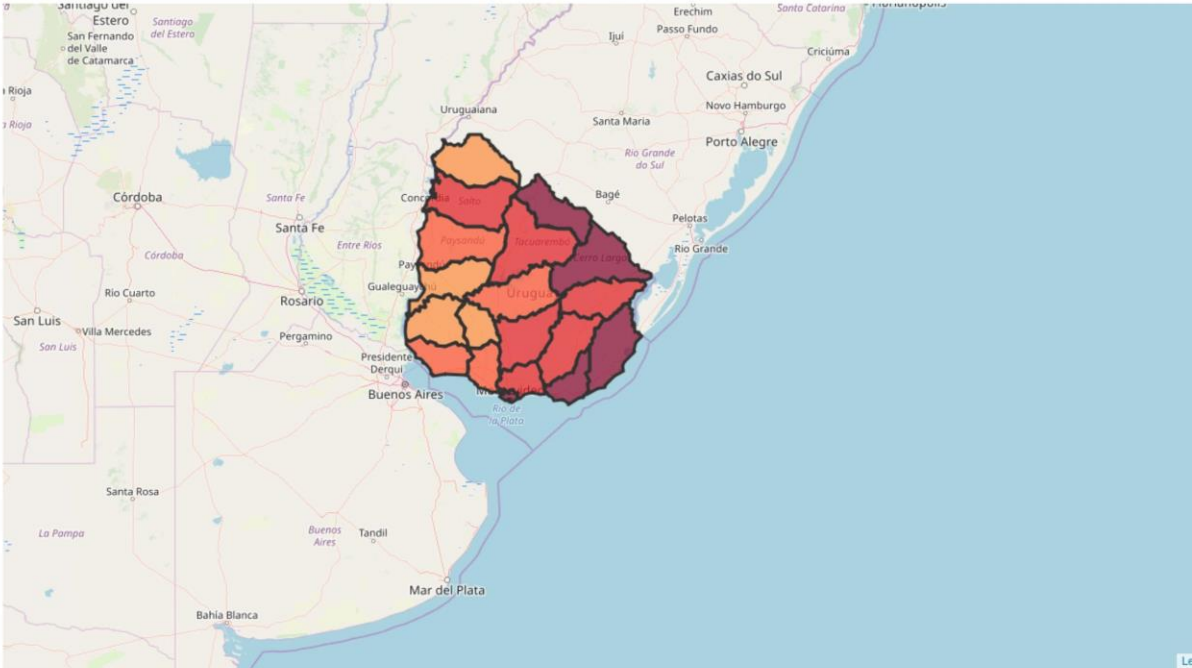 Santiago del
Estero
Santiago
del Estero
San Fernando
del Valle
de Catamarca
Erechim
Passo Fundo
Ijuí
Santa Catarina
Florianópolis
Criciúma
Caxias do Sul
Novo Hamburgo
Porto Alegre
Santa Maria
Rio Grande
do Sul
Uruguaiana
Bagé
Pelotas
Rio Grande
Rioja
Rioja
Córdoba
Córdoba
Santa Fe
Santa Fe
Entre Ríos
Concordia
Salto
Paysandú
Tacuarembó
Cerro Largo
Gualeguaychú
Río Cuarto
Rosario
San Luis
Villa Mercedes
San Luis
Pergamino
Presidente
Derqui
Buenos Aires
Río de
la Plata
Santa Rosa
La Pampa
Buenos
Aires
Tandil
Mar del Plata
Bahía Blanca
Le